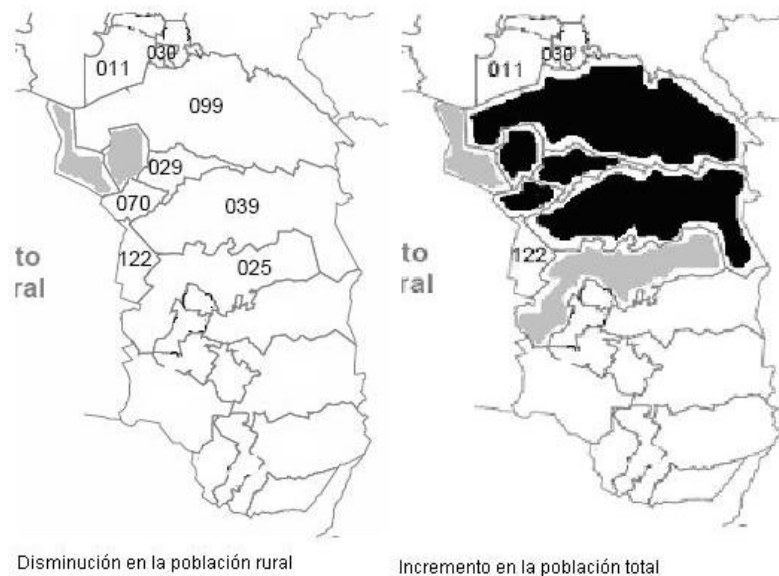 030
011
099
029
070
039
122
025
to
ral
Disminución en la población rural
030
011
122
to
ral
Incremento en la población total